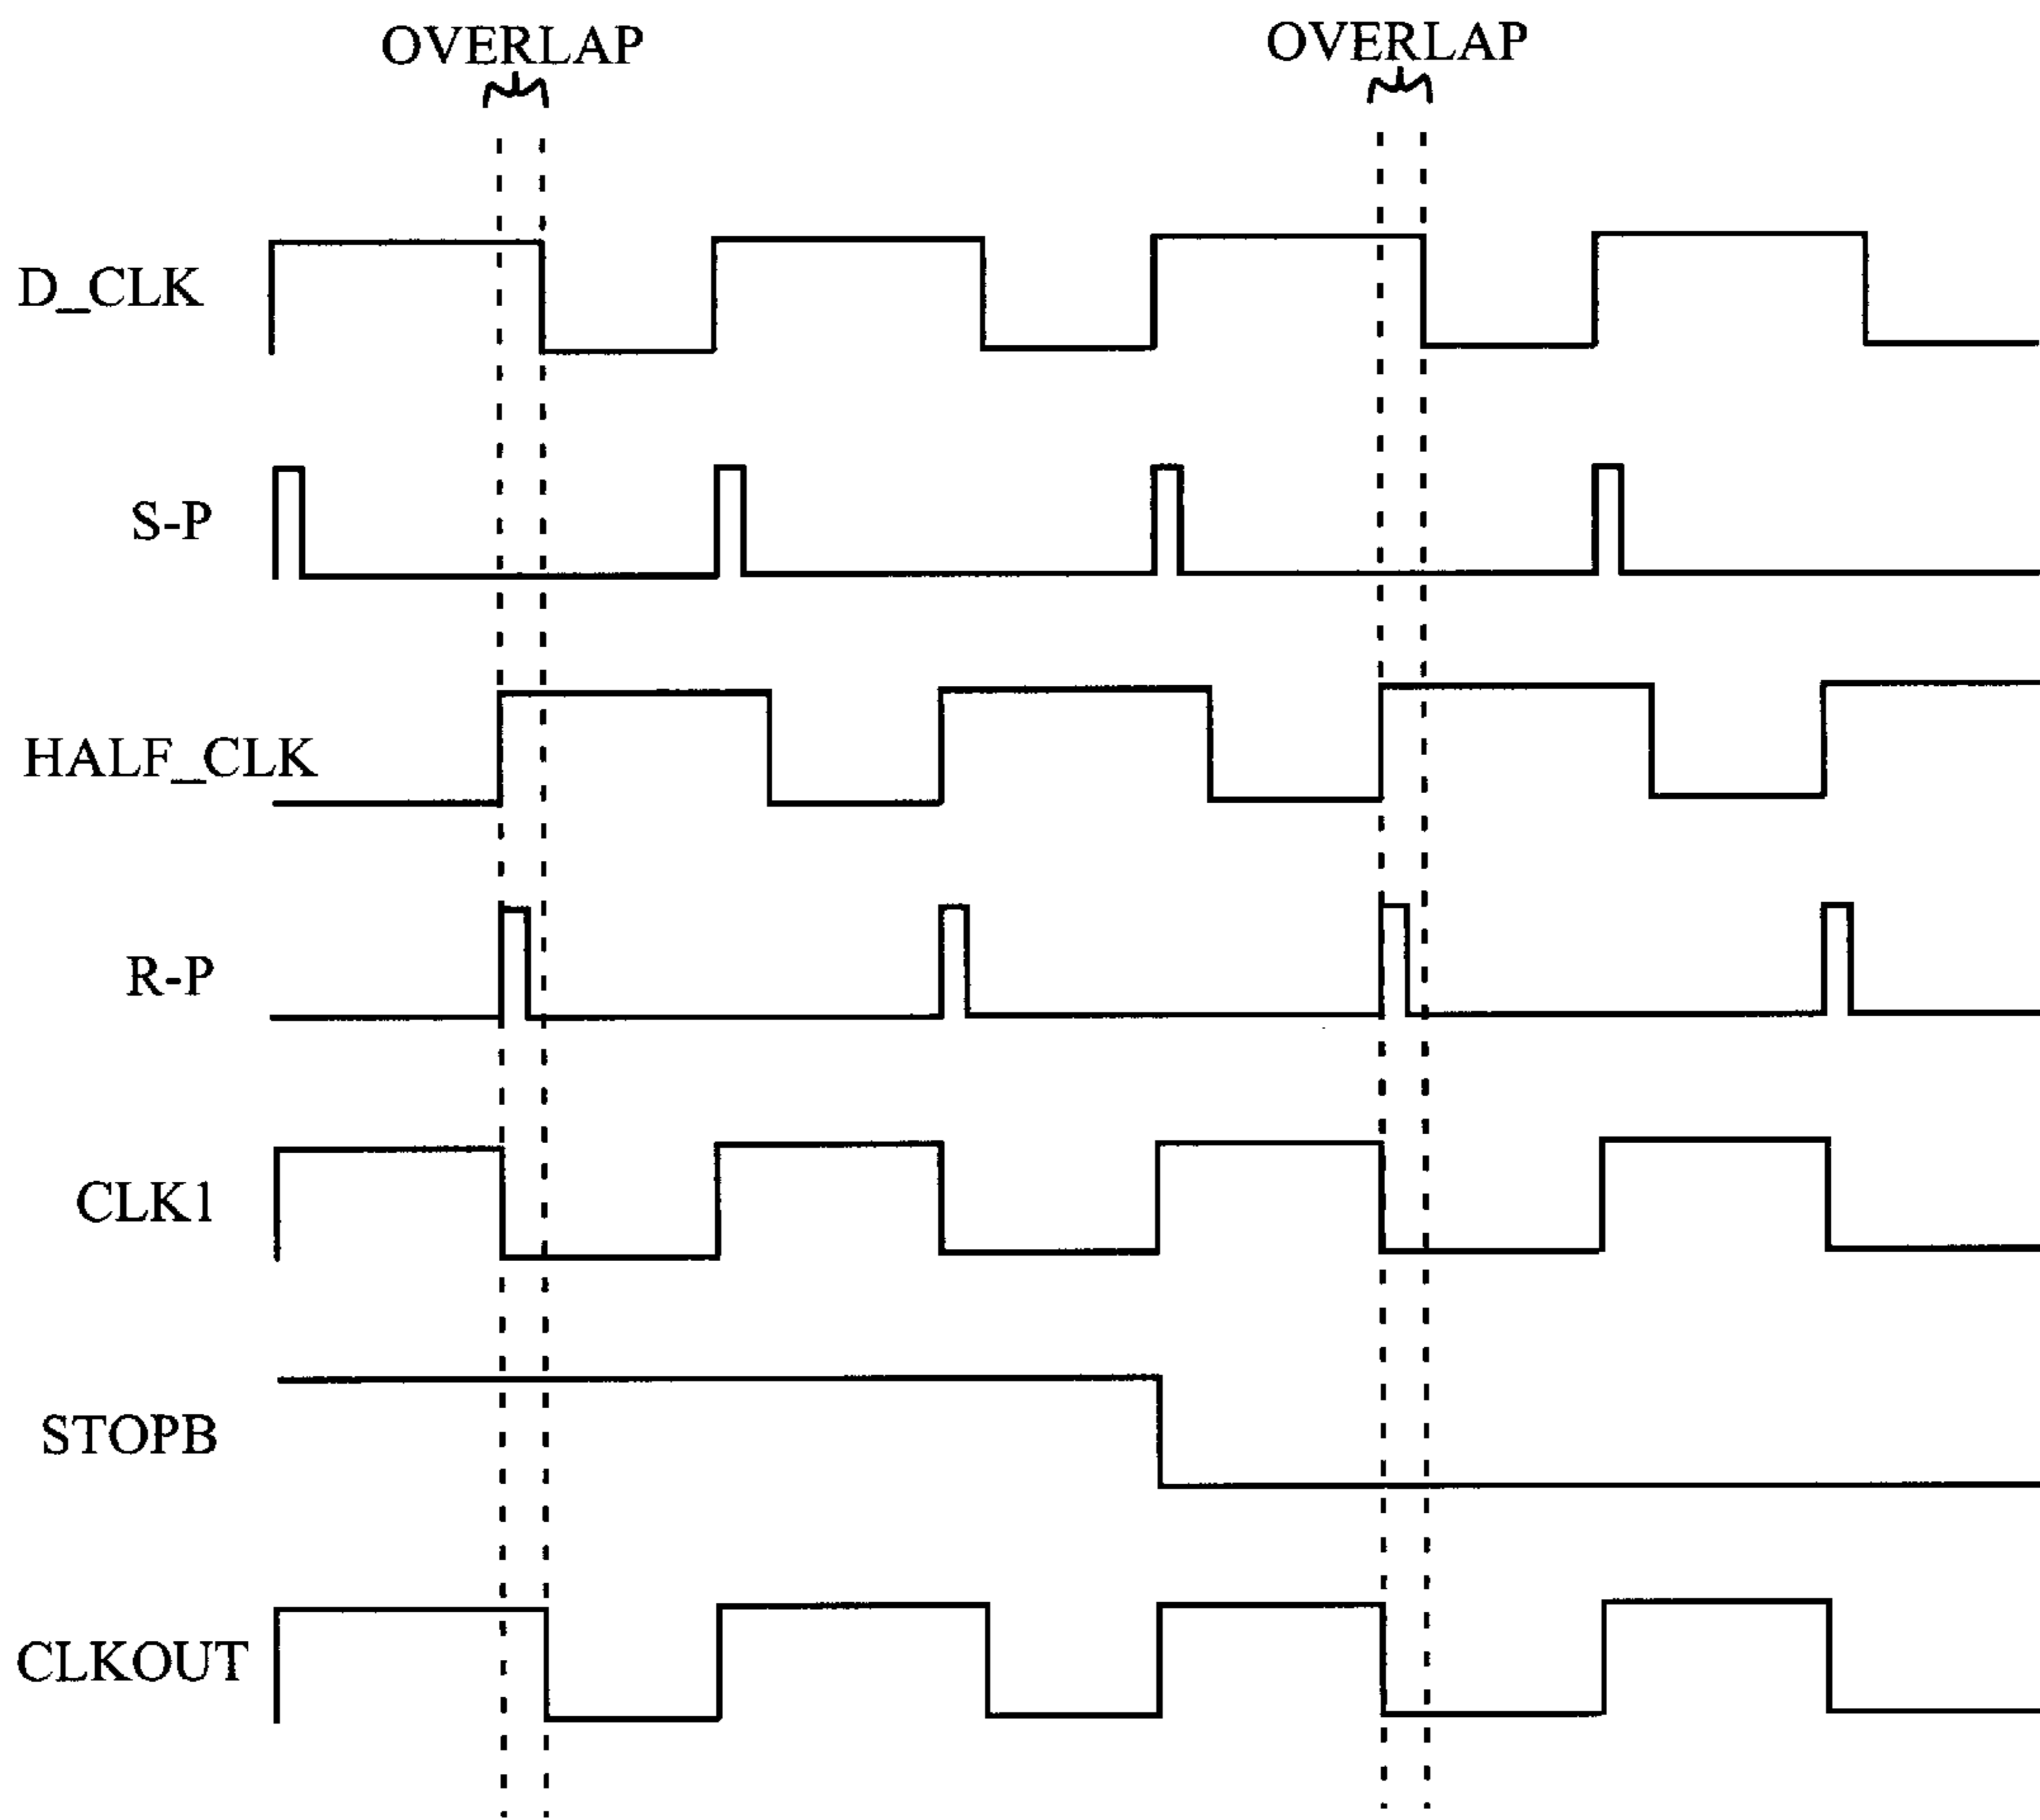 OVERLAP OVERLAP
D_CLK
S-P
HALF_CLK
R-P
CLK1
STOPB
CLKOUT